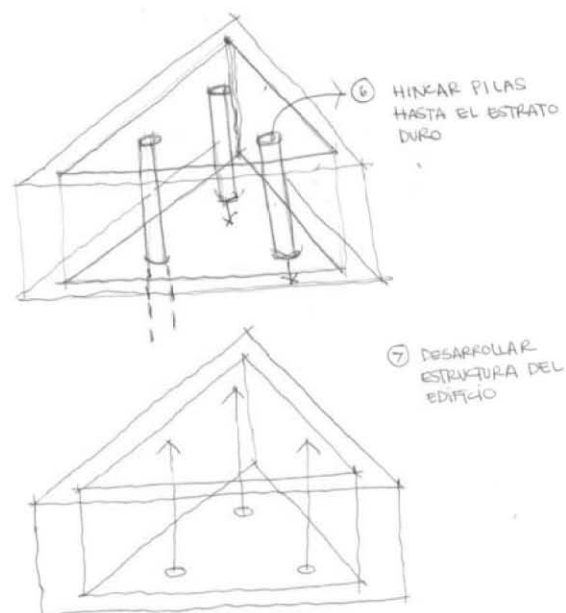 ⑥ HINCAR PILAS
HASTA EL ESTRATO
DURO
⑦ DESARROLLAR
ESTRUCTURA DEL
EDIFICIO